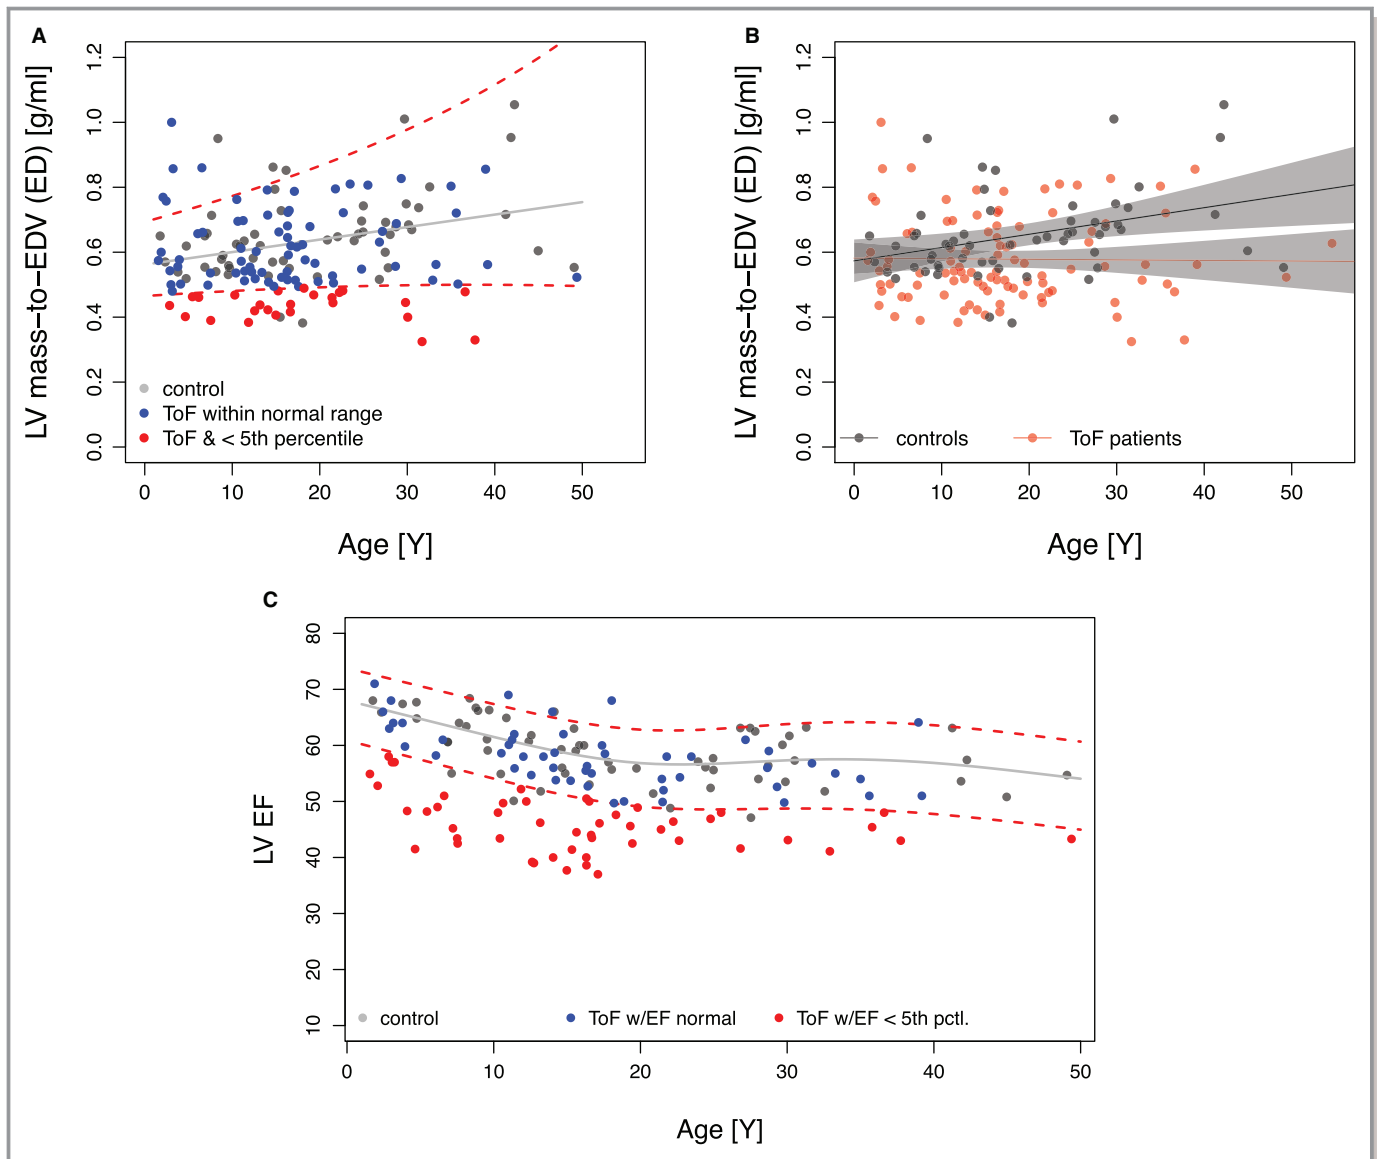 A
LV mass−to−EDV (ED) [g/ml]
1.2
1.0
0.8
0.6
0.4
0.2
0.0
control
ToF within normal range
ToF & < 5th percentile
0 10 20 30 40 50
Age [Y]
B
LV mass−to−EDV (ED) [g/ml]
1.2
1.0
0.8
0.6
0.4
0.2
0.0
controls ToF patients
0 10 20 30 40 50
Age [Y]
C
LV EF
80
70
60
50
40
30
20
10
control ToF w/EF normal ToF w/EF < 5th pctl.
0 10 20 30 40 50
Age [Y]